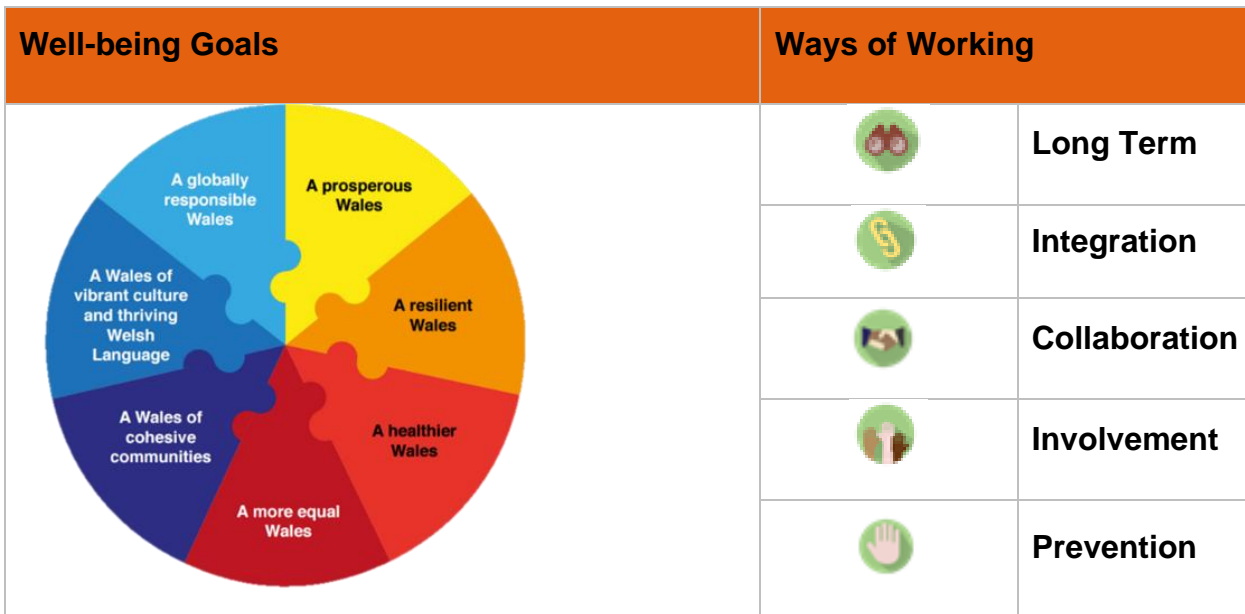 Well-being Goals
Ways of Working
A globally
responsible
Wales
A prosperous
Wales
A resilient
Wales
A healthier
Wales
A more equal
Wales
A Wales of
cohesive
communities
A Wales of
vibrant culture
and thriving
Welsh
Language
Long Term
Integration
Collaboration
Involvement
Prevention